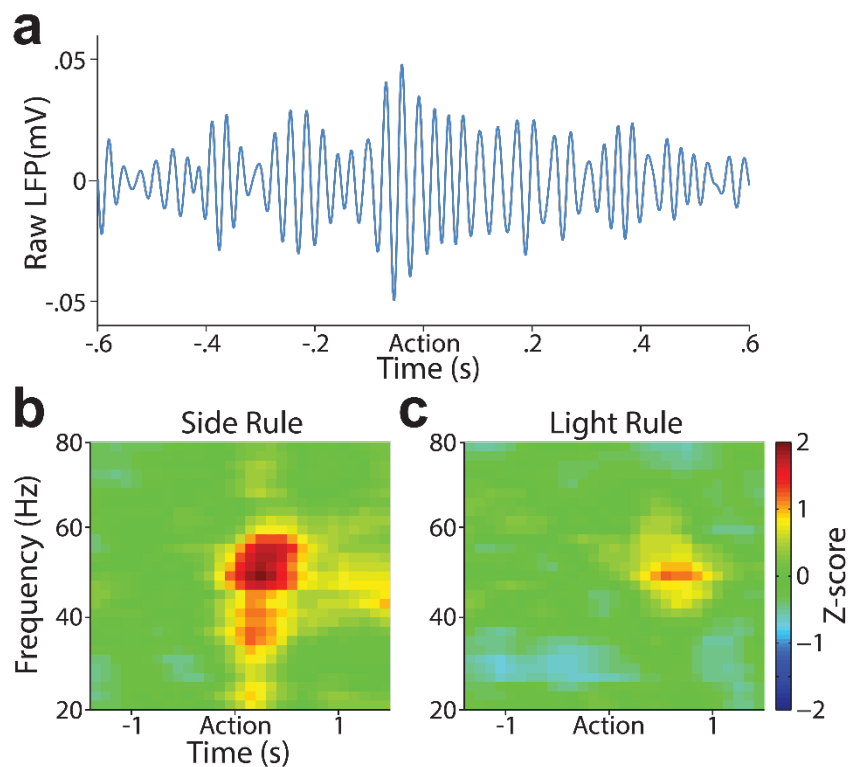 a
.05
0
-.05
Raw LFP(mV)
-.6 -.4 -.2 Action .2 .4 .6
Time (s)
b
Side Rule
80
60
40
20
Frequency (Hz)
-1 Action 1
Time (s)
c
Light Rule
80
60
40
20
-1 Action 1
2
1
0
−1
−2
Z-score